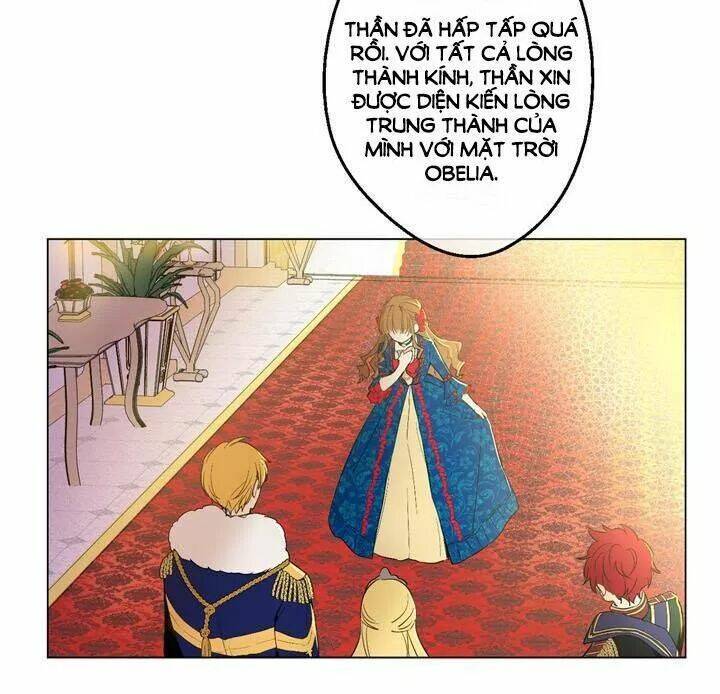 THẦN ĐÃ HẤP TẤP QUÁ
RỒI. VỚI TẤT CẢ LÒNG
THÀNH KÍNH, THẦN XIN
ĐƯỢC DIỆN KIẾN LÒNG
TRUNG THÀNH CỦA
MÌNH VỚI MẶT TRỜI
OBELIA.